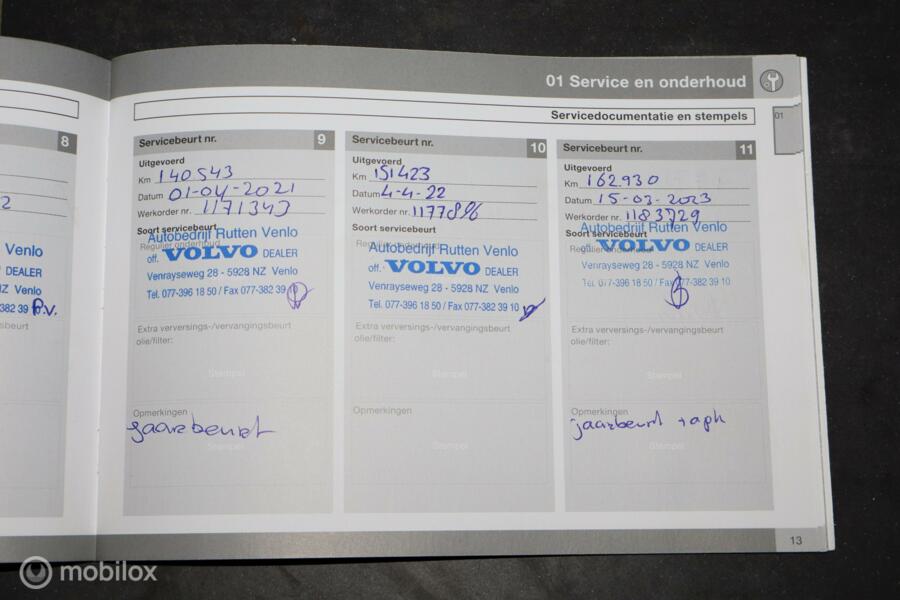 01 Service en onderhoud
01
Servicedocumentatie en stempels
8
2
Venlo
DEALER
NZ Venlo
-382 39 P.V.
Servicebeurt nr. 9
Uitgevoerd
Km 140543
Datum 01-04-2021
Werkorder nr. 1171343
Soort servicebeurt
Autobedrijf Rutten Venlo
Regulier onderhoud
off. VOLVO DEALER
Venrayseweg 28 - 5928 NZ Venlo
Tel. 077-396 18 50 / Fax 077-382 39
Extra verversings-/vervangingsbeurt
olie/filter:
Stempel
Opmerkingen
jaarbeurt
Stempel
Servicebeurt nr. 10
Uitgevoerd
Km 151423
Datum 4-4-22
Werkorder nr. 1177896
Soort servicebeurt
Autobedrijf Rutten Venlo
off. VOLVO DEALER
Venrayseweg 28 - 5928 NZ Venlo
Tel. 077-396 18 50 / Fax 077-382 39 10
Extra verversings-/vervangingsbeurt
olie/filter:
Stempel
Opmerkingen
Servicebeurt nr. 11
Uitgevoerd
Km 162.930
Datum 15-03-2023
Werkorder nr. 1183729
Soort servicebeurt
Autobedrijf Rutten Venlo
Regulier onderhoud
off. VOLVO DEALER
Venrayseweg 28 - 5928 NZ Venlo
Tel. 077-396 18 50 / Fax 077-382 39 10
Extra verversings-/vervangingsbeurt
olie/filter:
Stempel
Opmerkingen
jaarbeurt + apk
Stempel
13
mobilox